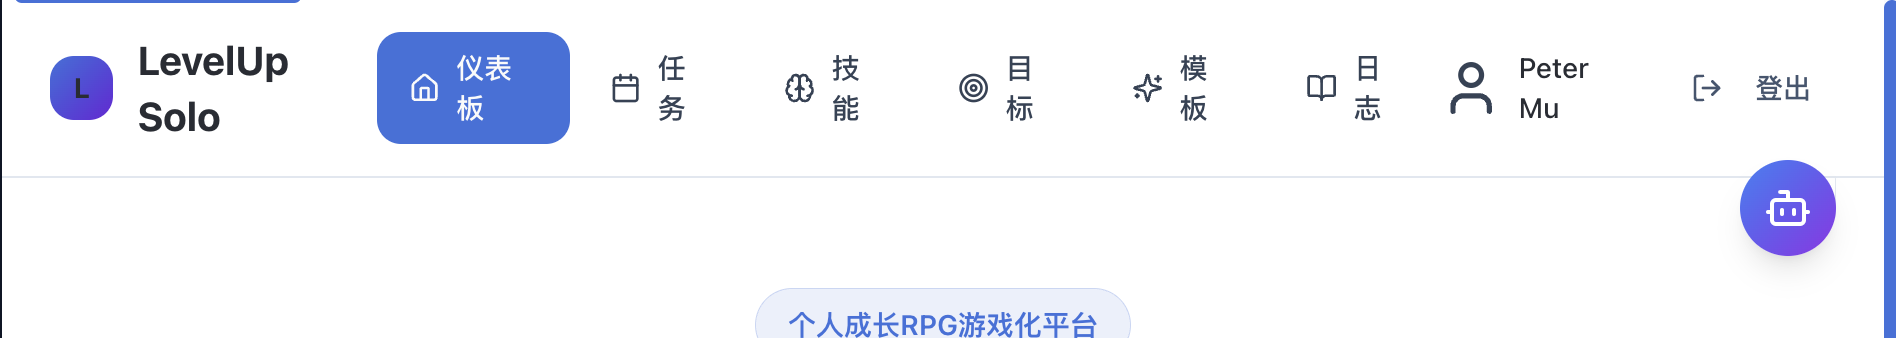 L
LevelUp
Solo
仪表
板
任
务
技
能
目
标
模
板
日
志
Peter
Mu
登出
个人成长RPG游戏化平台